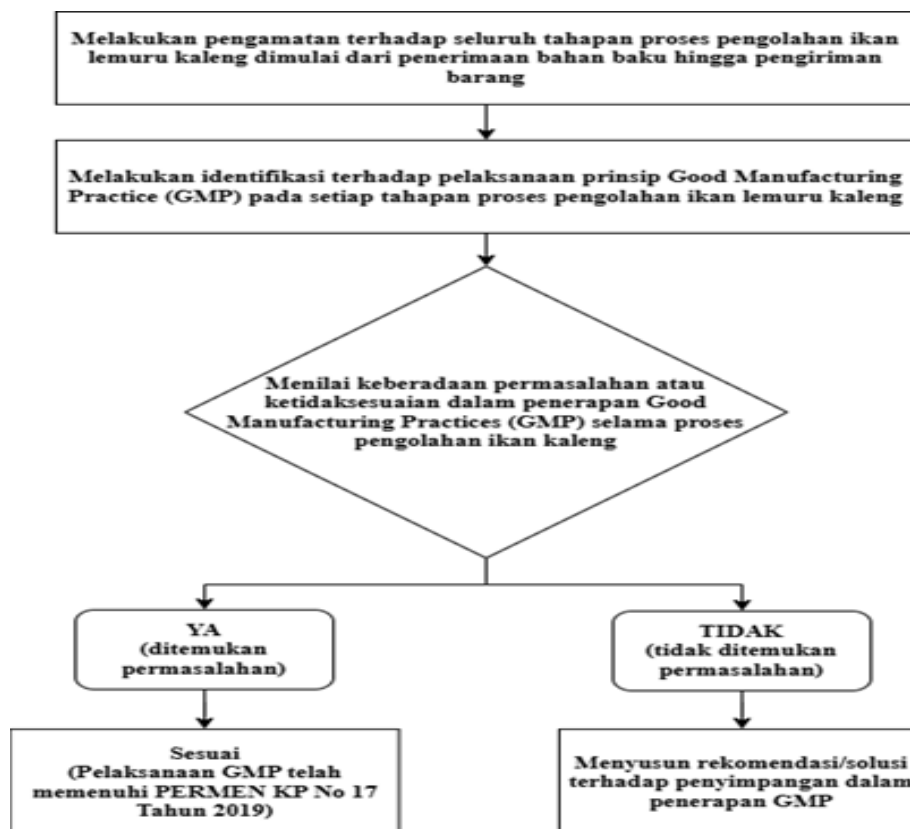 Melakukan pengamatan terhadap seluruh tahapan proses pengolahan ikan
lemuru kaleng dimulai dari penerimaan bahan baku hingga pengiriman
barang
Melakukan identifikasi terhadap pelaksanaan prinsip Good Manufacturing
Practice (GMP) pada setiap tahapan proses pengolahan ikan lemuru kaleng
Menilai keberadaan permasalahan atau
ketidaksesuaian dalam penerapan Good
Manufacturing Practices (GMP) selama proses
pengolahan ikan kaleng
YA
(ditemukan
permasalahan)
TIDAK
(tidak ditemukan
permasalahan)
Sesuai
(Pelaksanaan GMP telah
memenuhi PERMEN KP No 17
Tahun 2019)
Menyusun rekomendasi/solusi
terhadap penyimpangan dalam
penerapan GMP